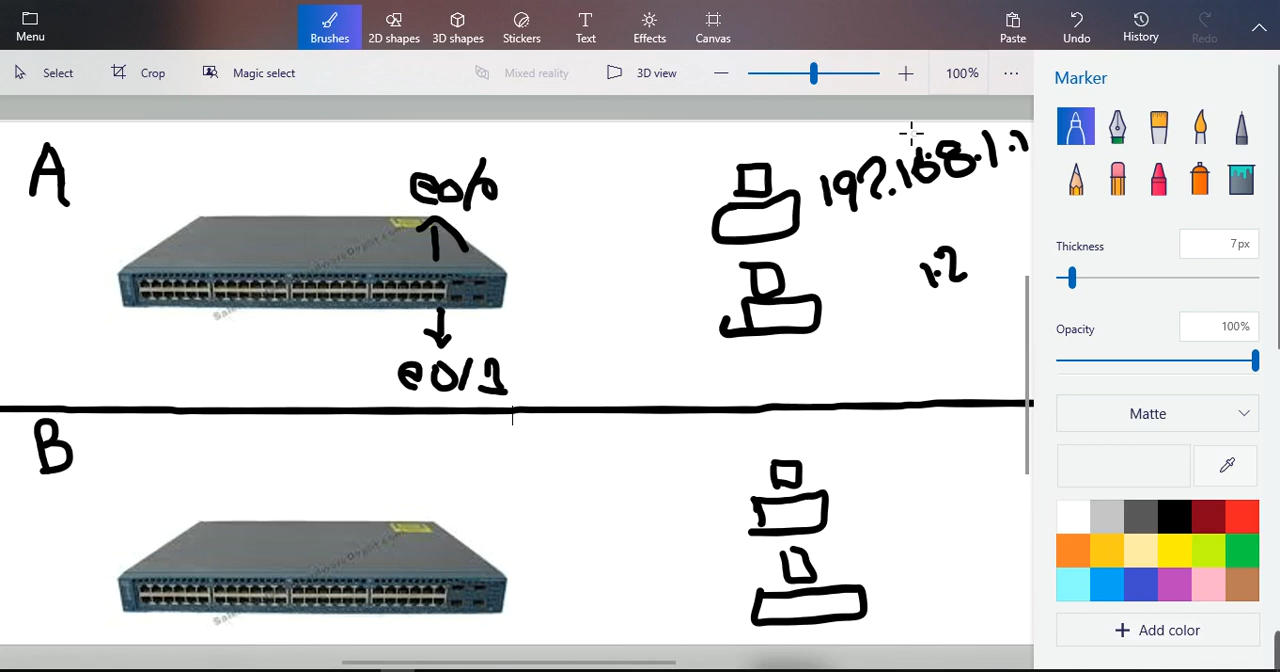 Menu
Brushes
2D shapes
3D shapes
Stickers
Text
Effects
Canvas
Paste
Undo
History
Redo
Select
Crop
Magic select
Mixed reality
3D view
100%
Marker
Thickness
7px
Opacity
100%
Matte
Add color
A
e0/0
192.168.1.1
1.2
e0/1
B